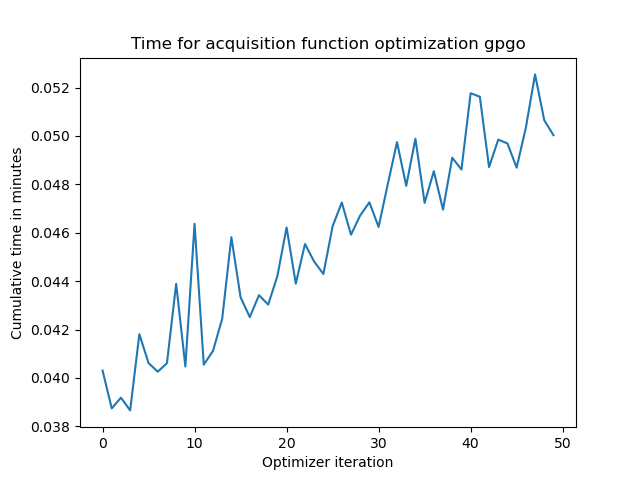 Time for acquisition function optimization gpgo
0.052
0.050
0.048
0.046
0.044
0.042
0.040
0.038
Cumulative time in minutes
0 10 20 30 40 50
Optimizer iteration